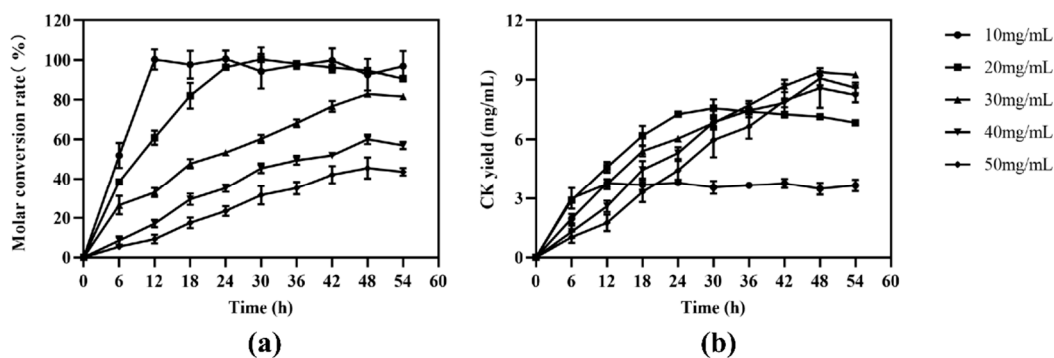 Molar conversion rate( %)
120
100
80
60
40
20
0
0 6 12 18 24 30 36 42 48 54 60
Time (h)
(a)
CK yield (mg/mL)
12
9
6
3
0
0 6 12 18 24 30 36 42 48 54 60
Time (h)
(b)
10mg/mL
20mg/mL
30mg/mL
40mg/mL
50mg/mL